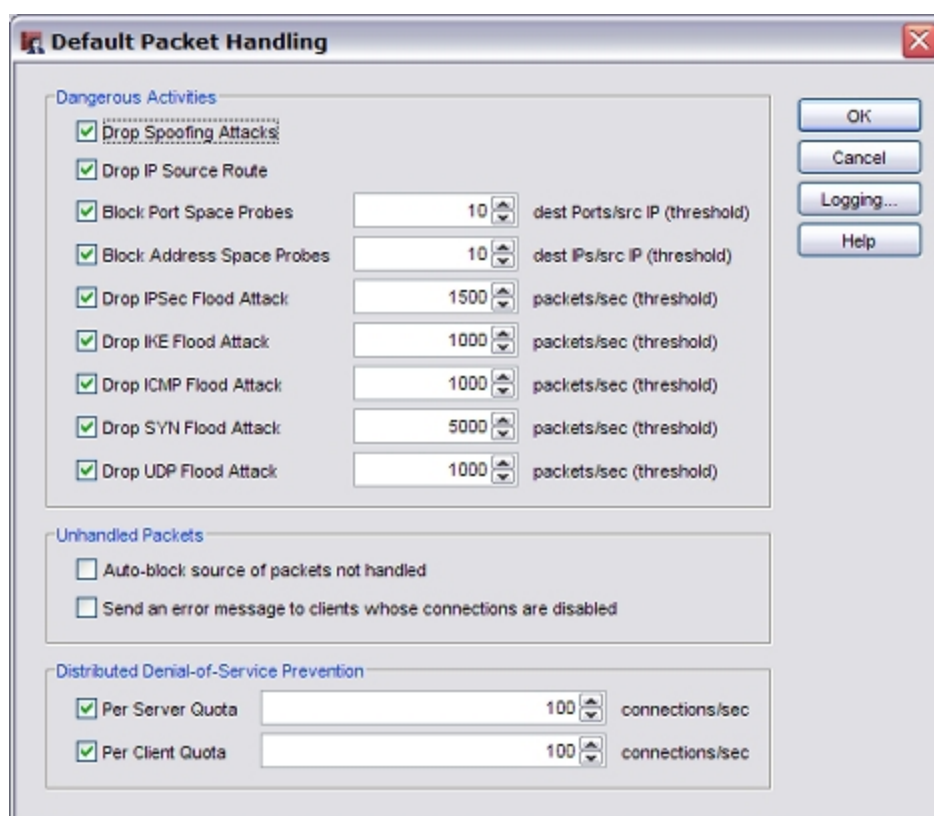 Default Packet Handling
Dangerous Activities
Drop Spoofing Attacks
Drop IP Source Route
Block Port Space Probes 10 dest Ports/src IP (threshold)
Block Address Space Probes 10 dest IPs/src IP (threshold)
Drop IPSec Flood Attack 1500 packets/sec (threshold)
Drop IKE Flood Attack 1000 packets/sec (threshold)
Drop ICMP Flood Attack 1000 packets/sec (threshold)
Drop SYN Flood Attack 5000 packets/sec (threshold)
Drop UDP Flood Attack 1000 packets/sec (threshold)
Unhandled Packets
Auto-block source of packets not handled
Send an error message to clients whose connections are disabled
Distributed Denial-of-Service Prevention
Per Server Quota 100 connections/sec
Per Client Quota 100 connections/sec
OK
Cancel
Logging...
Help